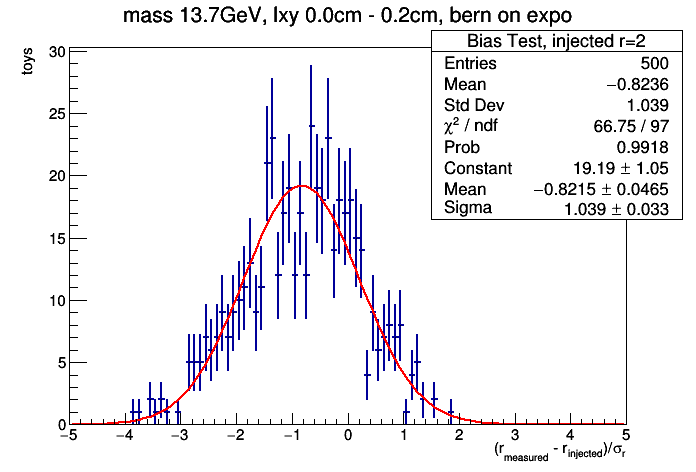 mass 13.7GeV, lxy 0.0cm - 0.2cm, bern on expo
Bias Test, injected r=2
Entries 500
Mean −0.8236
Std Dev 1.039
χ² / ndf 66.75 / 97
Prob 0.9918
Constant 19.19 ± 1.05
Mean −0.8215 ± 0.0465
Sigma 1.039 ± 0.033
toys
30
25
20
15
10
5
0
−5 −4 −3 −2 −1 0 1 2 3 4 5
(r_measured - r_injected)/σ_r